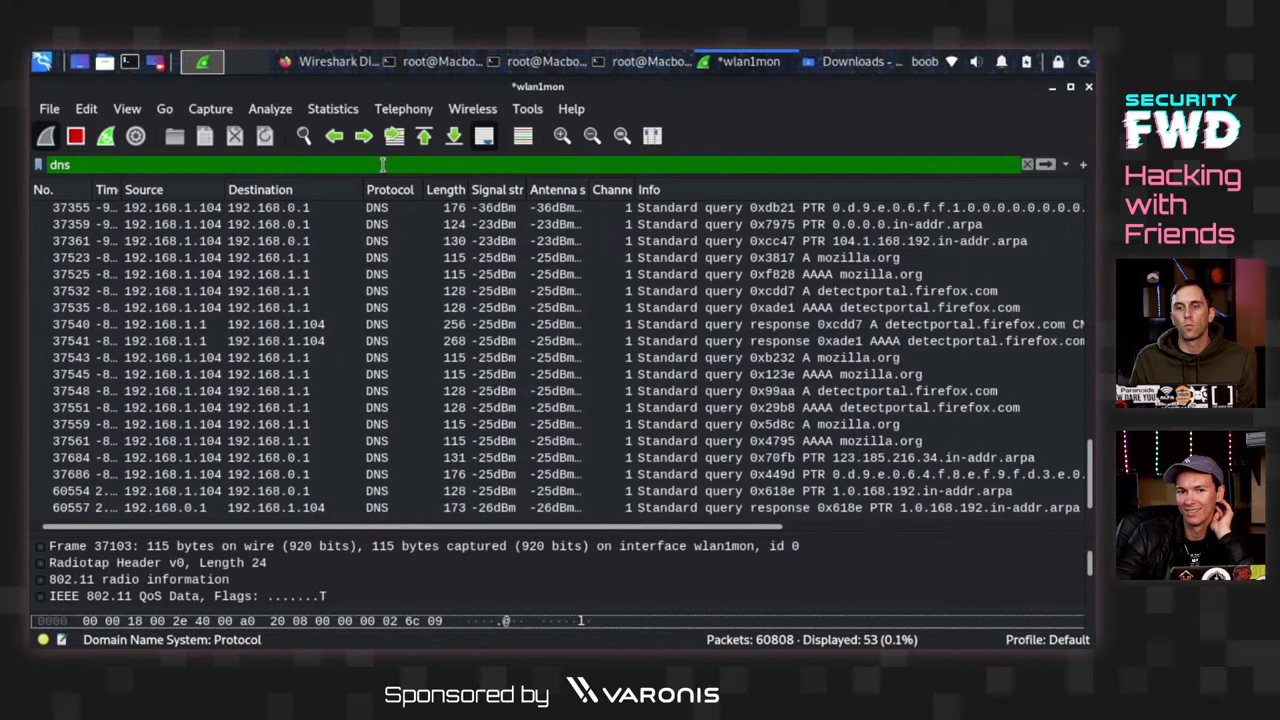 Wireshark Di...
root@Macbo...
root@Macbo...
root@Macbo...
*wlan1mon
Downloads - ...
boob
*wlan1mon
File Edit View Go Capture Analyze Statistics Telephony Wireless Tools Help
dns
No. Tim Source Destination Protocol Length Signal str Antenna s Channe Info
37355 -9... 192.168.1.104 192.168.0.1 DNS 176 -36dBm -36dBm... 1 Standard query 0xdb21 PTR 0.d.9.e.0.6.f.f.1.0.0.0.0.0.0.0.
37359 -9... 192.168.1.104 192.168.0.1 DNS 124 -23dBm -23dBm... 1 Standard query 0x7975 PTR 0.0.0.0.in-addr.arpa
37361 -9... 192.168.1.104 192.168.0.1 DNS 130 -23dBm -23dBm... 1 Standard query 0xcc47 PTR 104.1.168.192.in-addr.arpa
37523 -8... 192.168.1.104 192.168.1.1 DNS 115 -25dBm -25dBm... 1 Standard query 0x3817 A mozilla.org
37525 -8... 192.168.1.104 192.168.1.1 DNS 115 -25dBm -25dBm... 1 Standard query 0xf828 AAAA mozilla.org
37532 -8... 192.168.1.104 192.168.1.1 DNS 128 -25dBm -25dBm... 1 Standard query 0xcdd7 A detectportal.firefox.com
37535 -8... 192.168.1.104 192.168.1.1 DNS 128 -25dBm -25dBm... 1 Standard query 0xade1 AAAA detectportal.firefox.com
37540 -8... 192.168.1.1 192.168.1.104 DNS 256 -25dBm -25dBm... 1 Standard query response 0xcdd7 A detectportal.firefox.com CN
37541 -8... 192.168.1.1 192.168.1.104 DNS 268 -25dBm -25dBm... 1 Standard query response 0xade1 AAAA detectportal.firefox.com
37543 -8... 192.168.1.104 192.168.1.1 DNS 115 -25dBm -25dBm... 1 Standard query 0xb232 A mozilla.org
37545 -8... 192.168.1.104 192.168.1.1 DNS 115 -25dBm -25dBm... 1 Standard query 0x123e AAAA mozilla.org
37548 -8... 192.168.1.104 192.168.1.1 DNS 128 -25dBm -25dBm... 1 Standard query 0x99aa A detectportal.firefox.com
37551 -8... 192.168.1.104 192.168.1.1 DNS 128 -25dBm -25dBm... 1 Standard query 0x29b8 AAAA detectportal.firefox.com
37559 -8... 192.168.1.104 192.168.1.1 DNS 115 -25dBm -25dBm... 1 Standard query 0x5d8c A mozilla.org
37561 -8... 192.168.1.104 192.168.1.1 DNS 115 -25dBm -25dBm... 1 Standard query 0x4795 AAAA mozilla.org
37684 -8... 192.168.1.104 192.168.0.1 DNS 131 -25dBm -25dBm... 1 Standard query 0x70fb PTR 123.185.216.34.in-addr.arpa
37686 -8... 192.168.1.104 192.168.0.1 DNS 176 -25dBm -25dBm... 1 Standard query 0x449d PTR 0.d.9.e.0.6.4.f.8.e.f.9.f.d.3.e.0.
60554 2.... 192.168.1.104 192.168.0.1 DNS 128 -25dBm -25dBm... 1 Standard query 0x618e PTR 1.0.168.192.in-addr.arpa
60557 2.... 192.168.0.1 192.168.1.104 DNS 173 -26dBm -26dBm... 1 Standard query response 0x618e PTR 1.0.168.192.in-addr.arpa
Frame 37103: 115 bytes on wire (920 bits), 115 bytes captured (920 bits) on interface wlan1mon, id 0
Radiotap Header v0, Length 24
802.11 radio information
IEEE 802.11 QoS Data, Flags: .......T
0000 00 00 18 00 2e 40 00 a0 20 08 00 00 00 02 6c 09 .....@.. .....l.
Domain Name System: Protocol
Packets: 60808 · Displayed: 53 (0.1%)
Profile: Default
SECURITY
FWD
Hacking
with
Friends
Paranoids
W DARE YOU
Sponsored by VARONIS